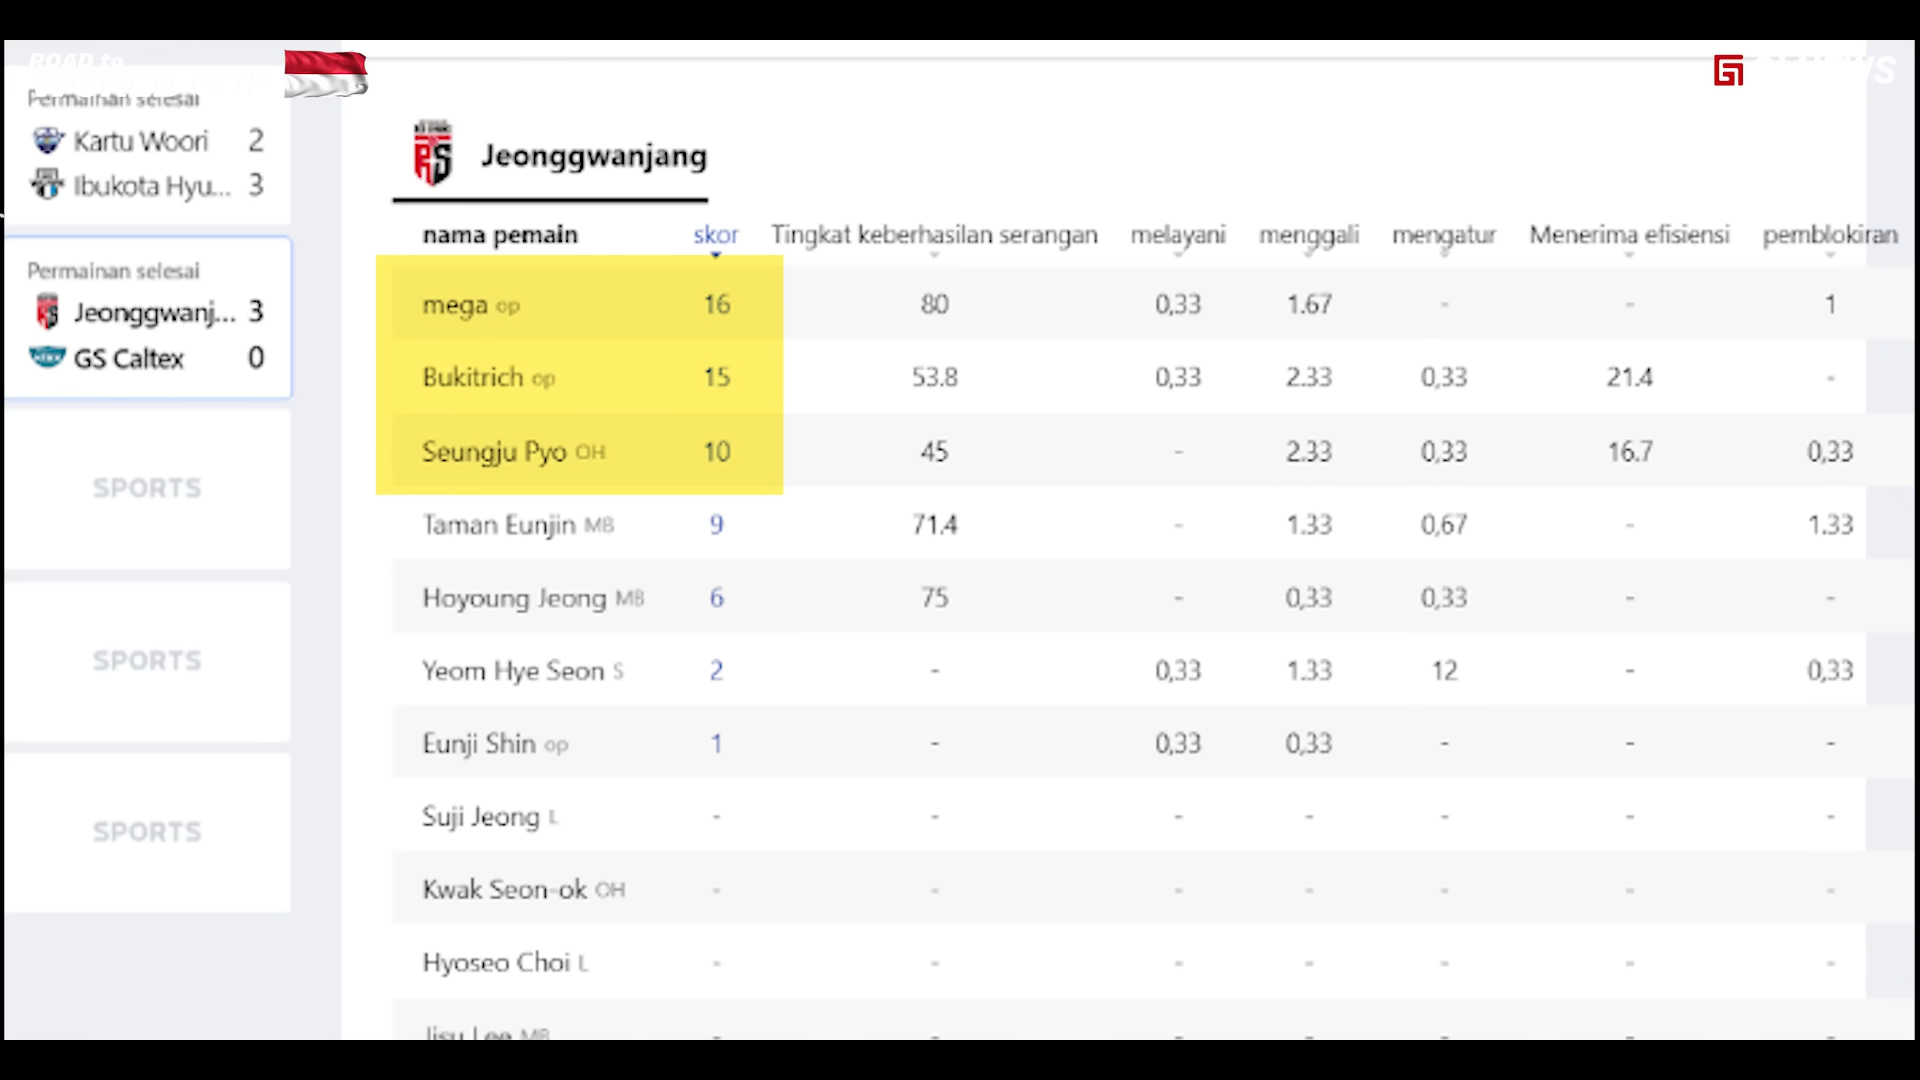 ROAD to
Permainan selesai
Kartu Woori 2
Ibukota Hyu... 3
Permainan selesai
Jeonggwanj... 3
GS Caltex 0
SPORTS
SPORTS
SPORTS
Jeonggwanjang
nama pemain skor Tingkat keberhasilan serangan melayani menggali mengatur Menerima efisiensi pemblokiran
mega op 16 80 0,33 1.67 - - 1
Bukitrich op 15 53.8 0,33 2.33 0,33 21.4 -
Seungju Pyo OH 10 45 - 2.33 0,33 16.7 0,33
Taman Eunjin MB 9 71.4 - 1.33 0,67 - 1.33
Hoyoung Jeong MB 6 75 - 0,33 0,33 - -
Yeom Hye Seon S 2 - 0,33 1.33 12 - 0,33
Eunji Shin op 1 - 0,33 0,33 - - -
Suji Jeong L - - - - - - -
Kwak Seon-ok OH - - - - - - -
Hyoseo Choi L - - - - - - -
Jisu Lee MB - - - - - - -